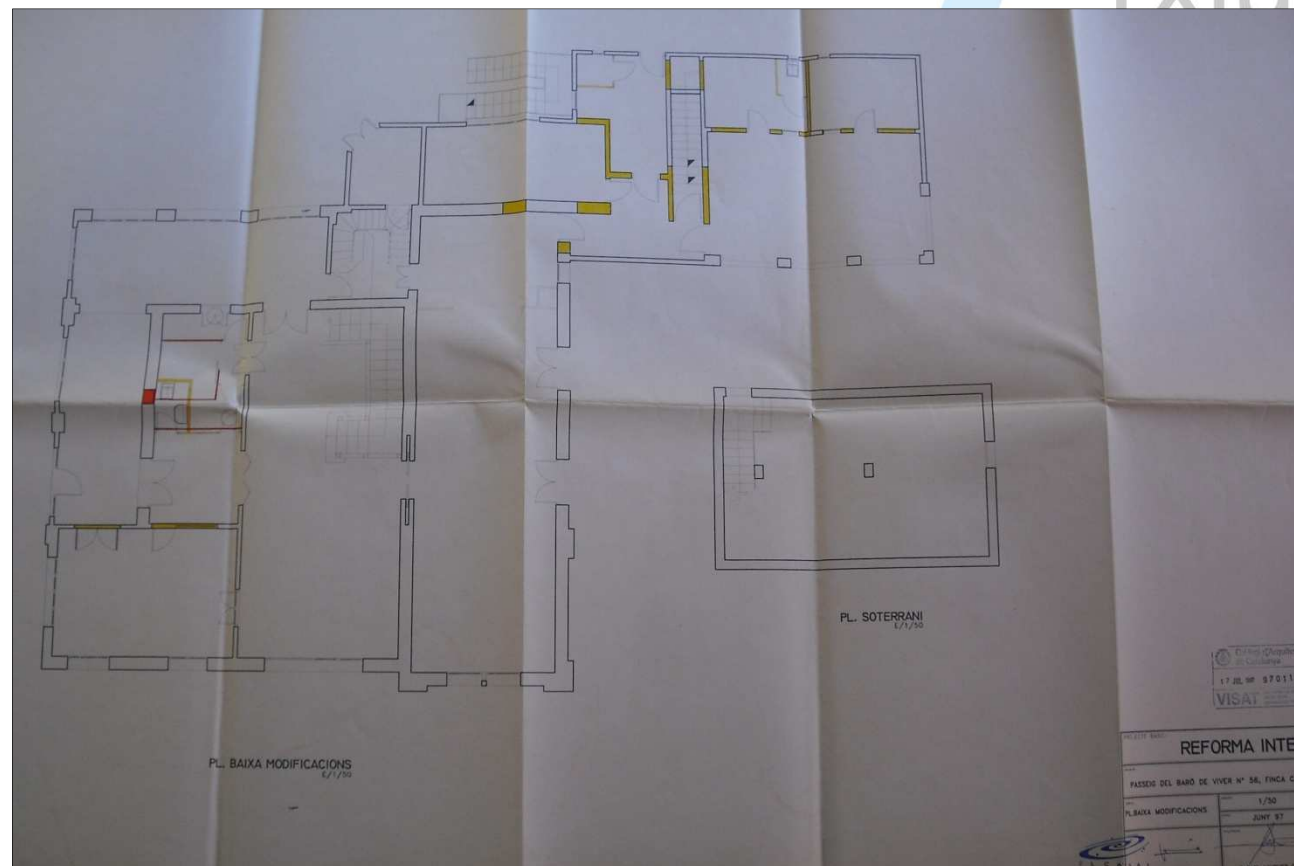 PL. SOTERRANI
E/1/50
PL. BAIXA MODIFICACIONS
E/1/50
VISAT
REFORMA INTE
PASSEIG DEL BARÓ DE VIVER Nº 56, FINCA C
PL.BAIXA MODIFICACIONS
1/50
JUNY 97